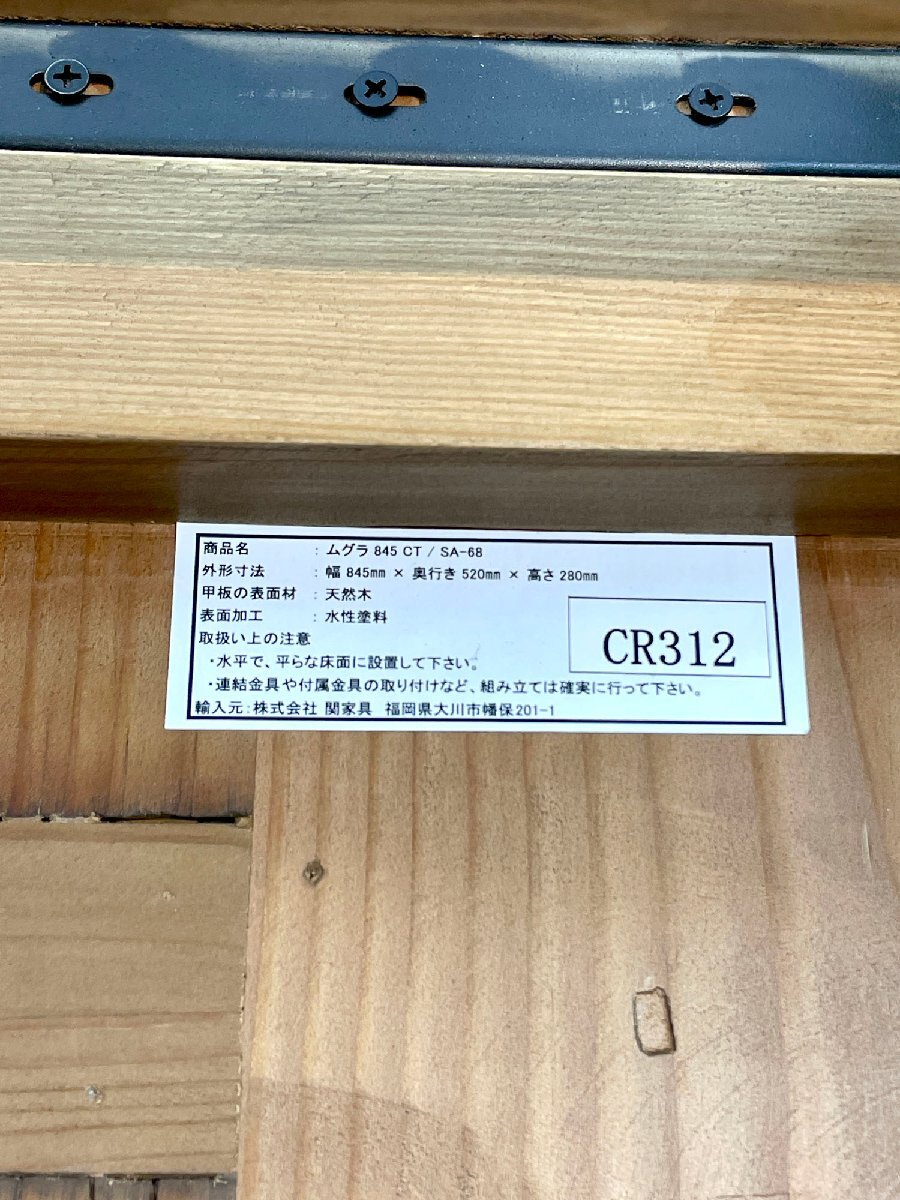 商品名 : ムグラ 845 CT / SA-68
外形寸法 : 幅 845mm × 奥行き 520mm × 高さ 280mm
甲板の表面材 : 天然木
表面加工 : 水性塗料
取扱い上の注意
・水平で、平らな床面に設置して下さい。
CR312
・連結金具や付属金具の取り付けなど、組み立ては確実に行って下さい。
輸入元:株式会社 関家具 福岡県大川市幡保201-1